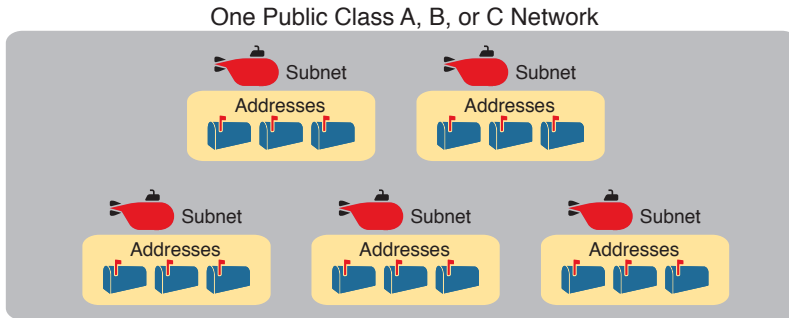 One Public Class A, B, or C Network
Subnet
Subnet
Addresses
Addresses
Subnet
Subnet
Subnet
Addresses
Addresses
Addresses